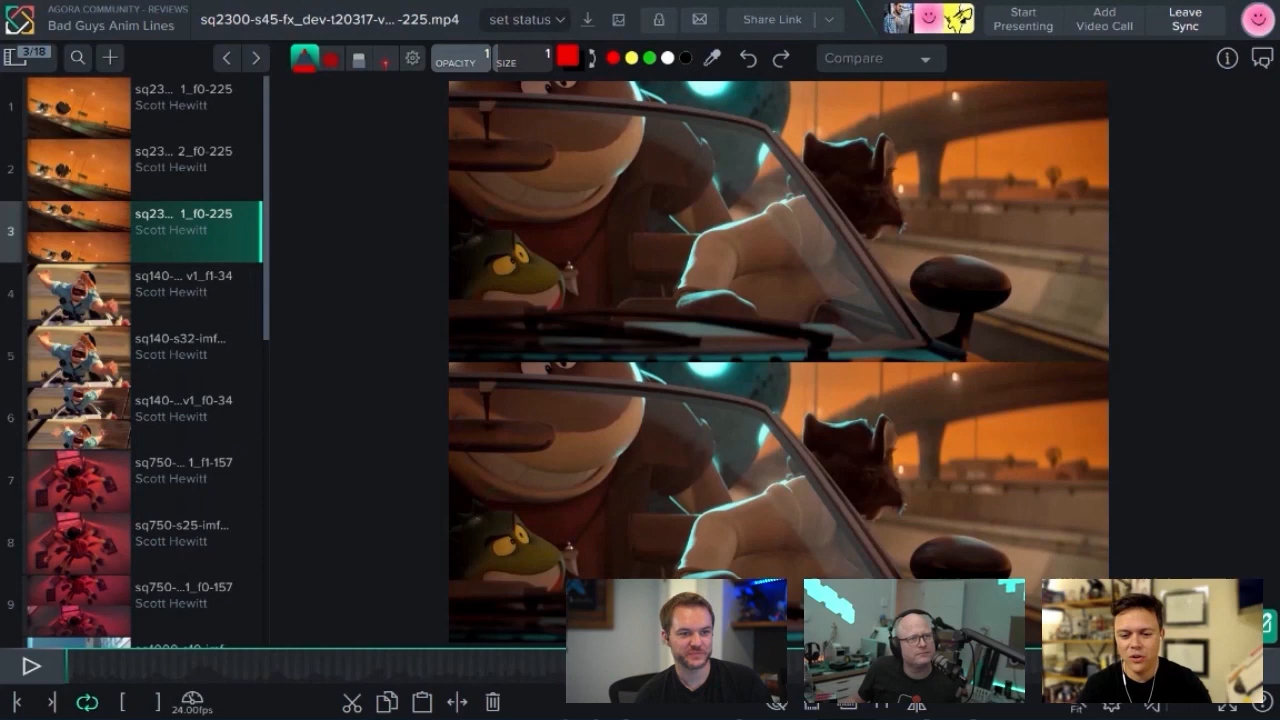 AGORA COMMUNITY - REVIEWS
Bad Guys Anim Lines
sq2300-s45-fx_dev-t20317-v... -225.mp4
set status
Share Link
Start Presenting
Add Video Call
Leave Sync
3/18
OPACITY 1
SIZE 1
Compare
1
sq23... 1_f0-225
Scott Hewitt
2
sq23... 2_f0-225
Scott Hewitt
3
sq23... 1_f0-225
Scott Hewitt
4
sq140-... v1_f1-34
Scott Hewitt
5
sq140-s32-imf...
Scott Hewitt
6
sq140-...v1_f0-34
Scott Hewitt
7
sq750-... 1_f1-157
Scott Hewitt
8
sq750-s25-imf...
Scott Hewitt
9
sq750-...1_f0-157
Scott Hewitt
24.00fps
Fit